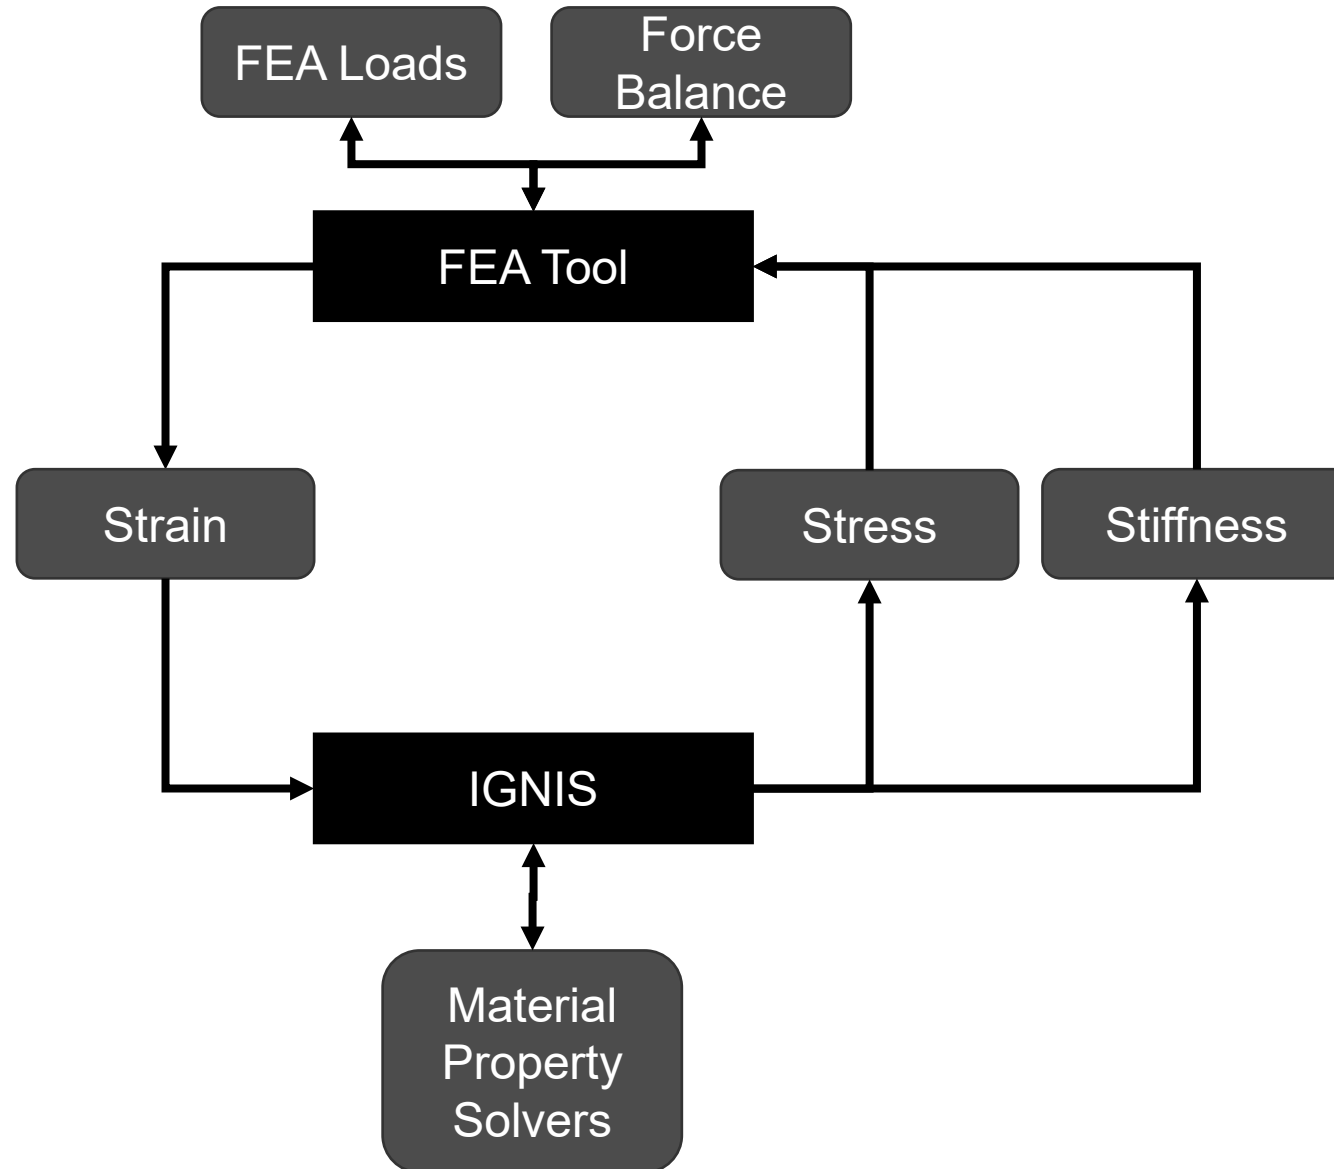 FEA Loads
Force
Balance
FEA Tool
Strain
Stress
Stiffness
IGNIS
Material
Property
Solvers